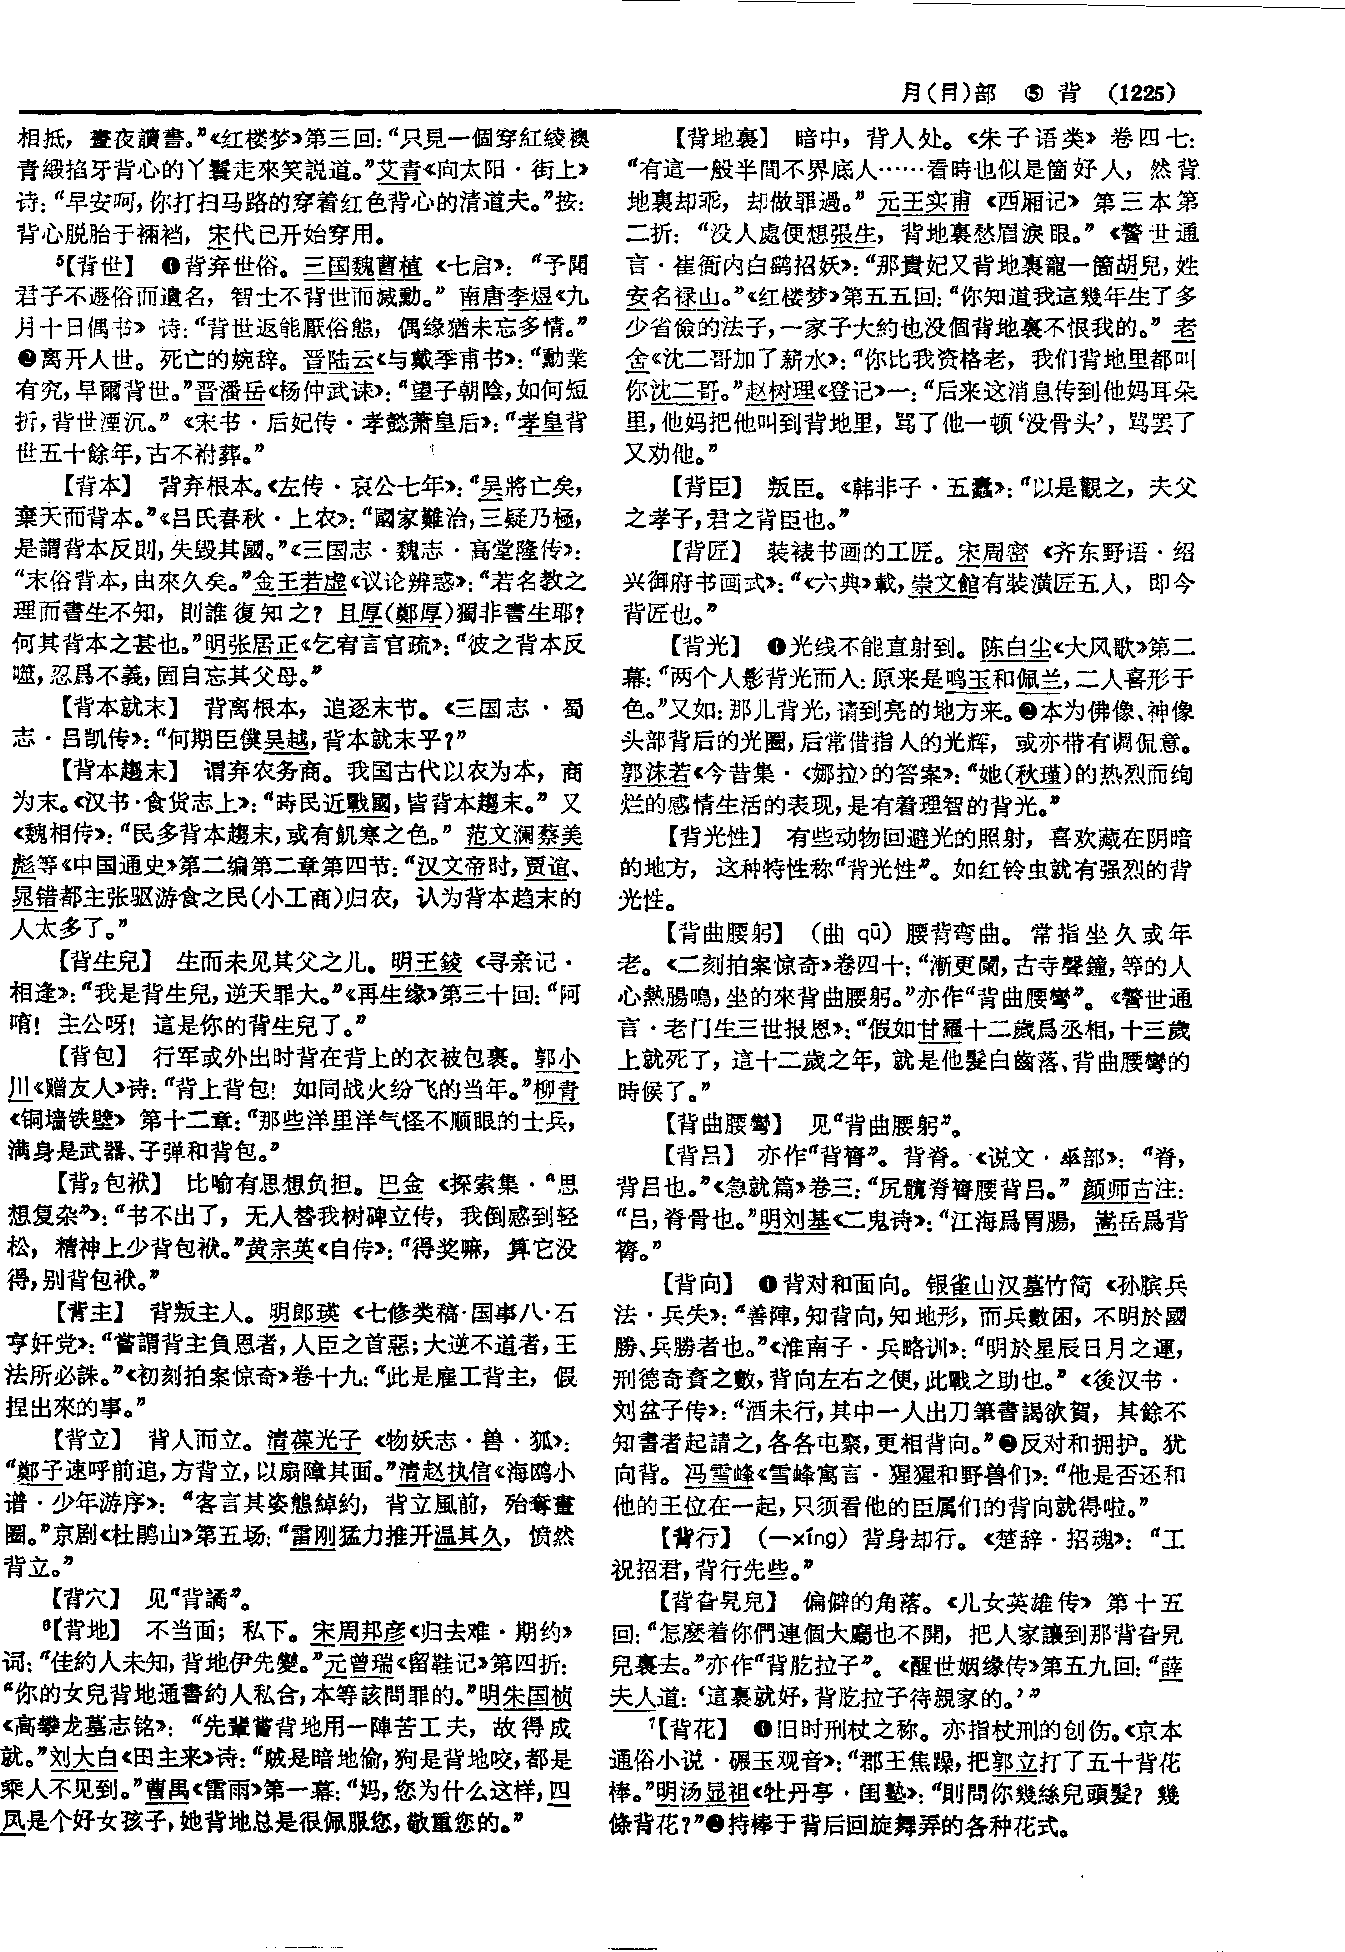 月(⺼)部 ⑤ 背 (1225)
相抵，晝夜讀書。”《红楼梦》第三回：“只見一個穿紅綾襖
青緞掐牙背心的丫鬟走來笑説道。”艾青《向太阳·街上》
诗：“早安呵，你打扫马路的穿着红色背心的清道夫。”按：
背心脱胎于裲裆，宋代已开始穿用。
5【背世】 ❶背弃世俗。三国魏曹植《七启》：“予聞
君子不遯俗而遺名，智士不背世而滅勳。”南唐李煜《九
月十日偶书》诗：“背世返能厭俗態，偶缘猶未忘多情。”
❷离开人世。死亡的婉辞。晋陆云《与戴季甫书》：“勳業
有究，早爾背世。”晋潘岳《杨仲武诔》：“望子朝陰，如何短
折，背世湮沉。”《宋书·后妃传·孝懿萧皇后》：“孝皇背
世五十餘年，古不祔葬。”
【背本】 背弃根本。《左传·哀公七年》：“吴將亡矣，
棄天而背本。”《吕氏春秋·上农》：“國家難治，三疑乃極，
是謂背本反則，失毁其國。”《三国志·魏志·高堂隆传》：
“末俗背本，由來久矣。”金王若虚《议论辨惑》：“若名教之
理而書生不知，則誰復知之？且厚(鄭厚)獨非書生耶？
何其背本之甚也。”明张居正《乞宥言官疏》：“彼之背本反
噬，忍爲不義，固自忘其父母。”
【背本就末】 背离根本，追逐末节。《三国志·蜀
志·吕凯传》：“何期臣僕吴越，背本就末乎？”
【背本趨末】 谓弃农务商。我国古代以农为本，商
为末。《汉书·食货志上》：“時民近戰國，皆背本趨末。”又
《魏相传》：“民多背本趨末，或有飢寒之色。”范文澜蔡美
彪等《中国通史》第二编第二章第四节：“汉文帝时，贾谊、
晁错都主张驱游食之民(小工商)归农，认为背本趋末的
人太多了。”
【背生兒】 生而未见其父之儿。明王錂《寻亲记·
相逢》：“我是背生兒，逆天罪大。”《再生缘》第三十回：“阿
唷！主公呀！這是你的背生兒了。”
【背包】 行军或外出时背在背上的衣被包裹。郭小
川《赠友人》诗：“背上背包！如同战火纷飞的当年。”柳青
《铜墙铁壁》第十二章：“那些洋里洋气怪不顺眼的士兵，
满身是武器、子弹和背包。”
【背₂包袱】 比喻有思想负担。巴金《探索集·“思
想复杂”》：“书不出了，无人替我树碑立传，我倒感到轻
松，精神上少背包袱。”黄宗英《自传》：“得奖嘛，算它没
得，别背包袱。”
【背主】 背叛主人。明郎瑛《七修类稿·国事八·石
亨奸党》：“嘗謂背主負恩者，人臣之首惡；大逆不道者，王
法所必誅。”《初刻拍案惊奇》卷十九：“此是雇工背主，假
捏出來的事。”
【背立】 背人而立。清葆光子《物妖志·兽·狐》：
“鄭子速呼前追，方背立，以扇障其面。”清赵执信《海鸥小
谱·少年游序》：“客言其姿態綽約，背立風前，殆奪畫
圖。”京剧《杜鹃山》第五场：“雷刚猛力推开温其久，愤然
背立。”
【背穴】 见“背譎”。
6【背地】 不当面；私下。宋周邦彦《归去难·期约》
词：“佳約人未知，背地伊先變。”元曾瑞《留鞋记》第四折：
“你的女兒背地通書約人私合，本等該問罪的。”明朱国桢
《高攀龙墓志铭》：“先輩嘗背地用一陣苦工夫，故得成
就。”刘大白《田主来》诗：“贼是暗地偷，狗是背地咬，都是
乘人不见到。”曹禺《雷雨》第一幕：“妈，您为什么这样，四
凤是个好女孩子，她背地总是很佩服您，敬重您的。”
【背地裏】 暗中，背人处。《朱子语类》卷四七：
“有這一般半間不界底人……看時也似是箇好人，然背
地裏却乖，却做罪過。”元王实甫《西厢记》第三本第
二折：“没人處便想張生，背地裏愁眉淚眼。”《警世通
言·崔衙内白鹞招妖》：“那貴妃又背地裏寵一箇胡兒，姓
安名禄山。”《红楼梦》第五五回：“你知道我這幾年生了多
少省儉的法子，一家子大約也没個背地裏不恨我的。”老
舍《沈二哥加了薪水》：“你比我资格老，我们背地里都叫
你沈二哥。”赵树理《登记》一：“后来这消息传到他妈耳朵
里，他妈把他叫到背地里，骂了他一顿‘没骨头’，骂罢了
又劝他。”
【背臣】 叛臣。《韩非子·五蠹》：“以是觀之，夫父
之孝子，君之背臣也。”
【背匠】 装裱书画的工匠。宋周密《齐东野语·绍
兴御府书画式》：“《六典》載，崇文館有裝潢匠五人，即今
背匠也。”
【背光】 ❶光线不能直射到。陈白尘《大风歌》第二
幕：“两个人影背光而入：原来是鸣玉和佩兰，二人喜形于
色。”又如：那儿背光，请到亮的地方来。❷本为佛像、神像
头部背后的光圈，后常借指人的光辉，或亦带有调侃意。
郭沫若《今昔集·〈娜拉〉的答案》：“她(秋瑾)的热烈而绚
烂的感情生活的表现，是有着理智的背光。”
【背光性】 有些动物回避光的照射，喜欢藏在阴暗
的地方，这种特性称“背光性”。如红铃虫就有强烈的背
光性。
【背曲腰躬】 (曲 qū) 腰背弯曲。常指坐久或年
老。《二刻拍案惊奇》卷四十：“漸更闌，古寺聲鐘，等的人
心熱腸鳴，坐的來背曲腰躬。”亦作“背曲腰彎”。《警世通
言·老门生三世报恩》：“假如甘羅十二歲爲丞相，十三歲
上就死了，這十二歲之年，就是他髮白齒落、背曲腰彎的
時候了。”
【背曲腰彎】 见“背曲腰躬”。
【背吕】 亦作“背膂”。背脊。《说文·𠦬部》：“脊，
背吕也。”《急就篇》卷三：“尻髖脊膂腰背吕。”颜师古注：
“吕，脊骨也。”明刘基《二鬼诗》：“江海爲胃腸，嵩岳爲背
膂。”
【背向】 ❶背对和面向。银雀山汉墓竹简《孙膑兵
法·兵失》：“善陣，知背向，知地形，而兵數困，不明於國
勝、兵勝者也。”《淮南子·兵略训》：“明於星辰日月之運，
刑德奇賌之數，背向左右之便，此戰之助也。”《後汉书·
刘盆子传》：“酒未行，其中一人出刀筆書謁欲賀，其餘不
知書者起請之，各各屯聚，更相背向。”❷反对和拥护。犹
向背。冯雪峰《雪峰寓言·猩猩和野兽们》：“他是否还和
他的王位在一起，只须看他的臣属们的背向就得啦。”
【背行】 (—xíng) 背身却行。《楚辞·招魂》：“工
祝招君，背行先些。”
【背旮旯兒】 偏僻的角落。《儿女英雄传》第十五
回：“怎麽着你們連個大廳也不開，把人家讓到那背旮旯
兒裏去。”亦作“背肐拉子”。《醒世姻缘传》第五九回：“薛
夫人道：‘這裏就好，背肐拉子待親家的。’”
7【背花】 ❶旧时刑杖之称。亦指杖刑的创伤。《京本
通俗小说·碾玉观音》：“郡王焦躁，把郭立打了五十背花
棒。”明汤显祖《牡丹亭·闺塾》：“則問你幾絲兒頭髮？幾
條背花？”❷持棒于背后回旋舞弄的各种花式。